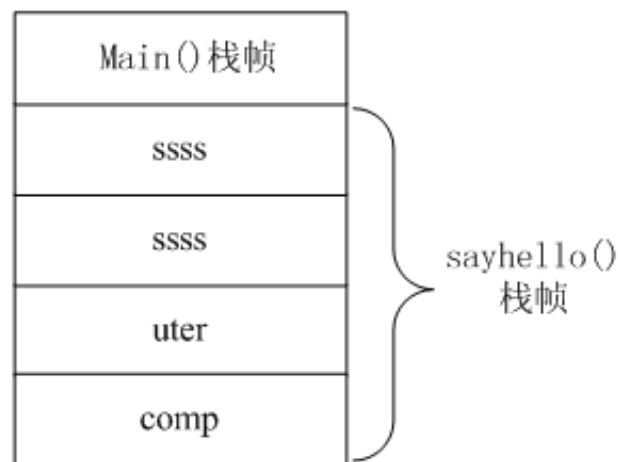 Main()栈帧
ssss
ssss
uter
comp
sayhello()
栈帧